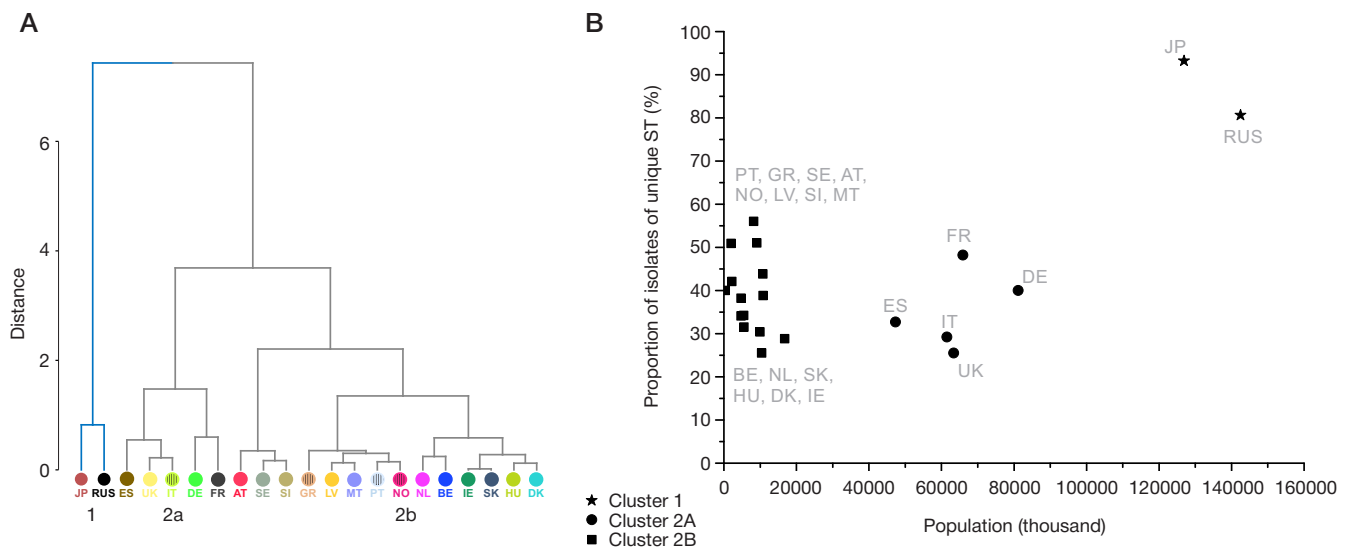 A
Distance
6
4
2
0
JP RUS ES UK IT DE FR AT SE SI GR LV MT PT NO NL BE IE SK HU DK
1 2a 2b
B
Proportion of isolates of unique ST (%)
100
90
80
70
60
50
40
30
20
10
0
JP
RUS
PT, GR, SE, AT,
NO, LV, SI, MT
FR
DE
ES
IT
UK
BE, NL, SK,
HU, DK, IE
0 20000 40000 60000 80000 100000 120000 140000 160000
Population (thousand)
Cluster 1
Cluster 2A
Cluster 2B